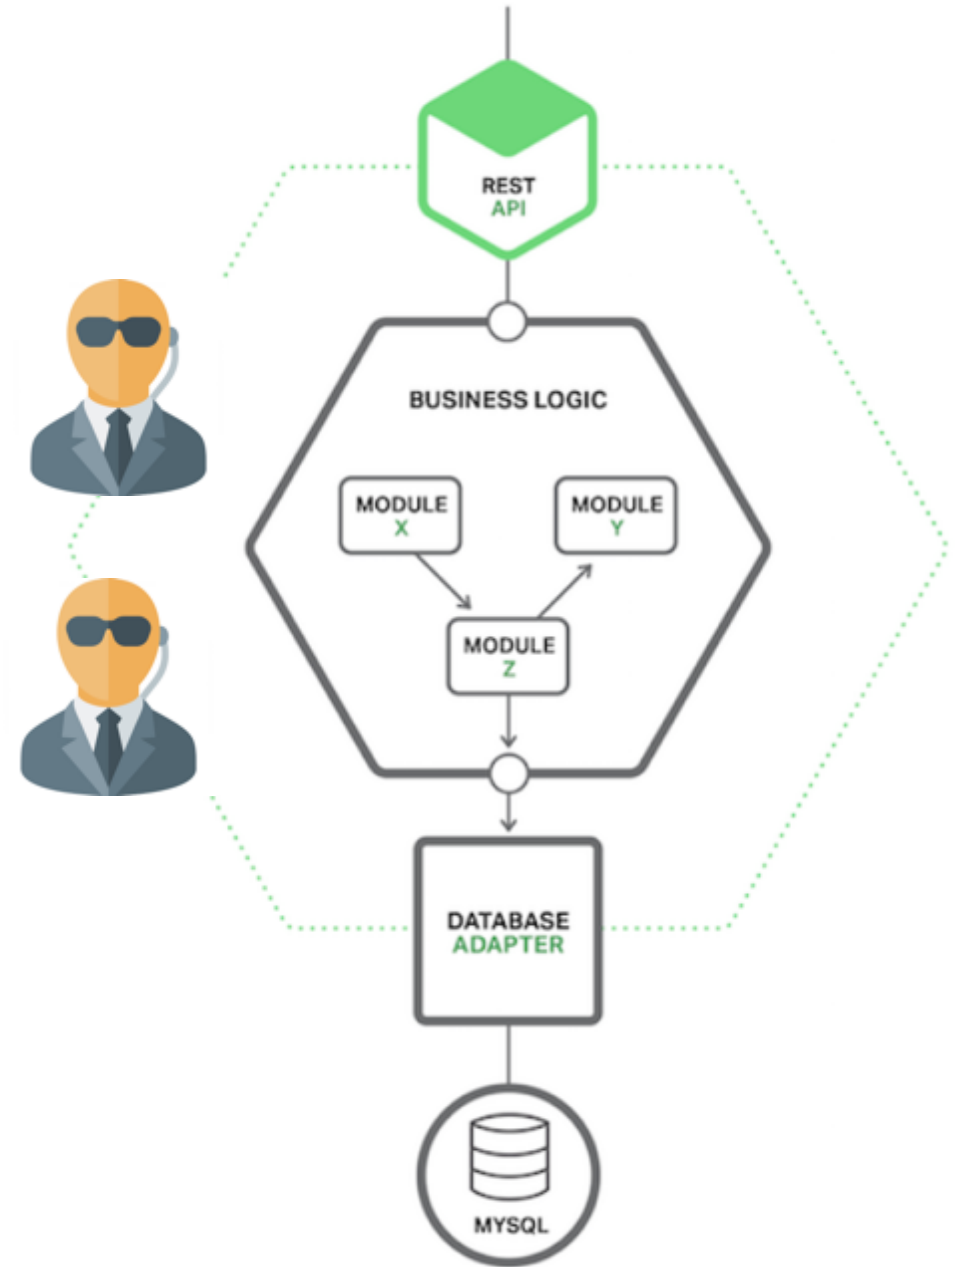 REST
API
BUSINESS LOGIC
MODULE
X
MODULE
Y
MODULE
Z
DATABASE
ADAPTER
MYSQL